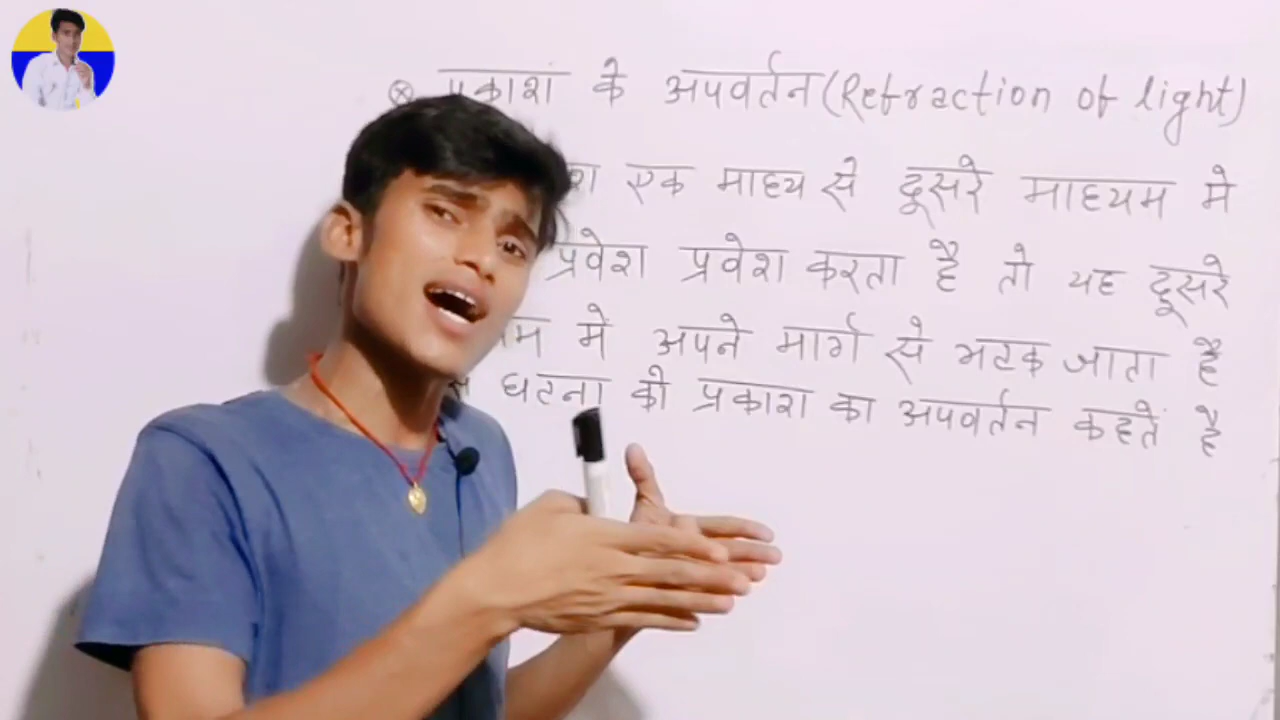 ⊗ प्रकाश के अपवर्तन (Refraction of light)
एक माध्य से दूसरे माध्यम मे
प्रवेश प्रवेश करता है तो यह दूसरे
में अपने मार्ग से भटक जाता है
घटना को प्रकाश का अपवर्तन कहतें है